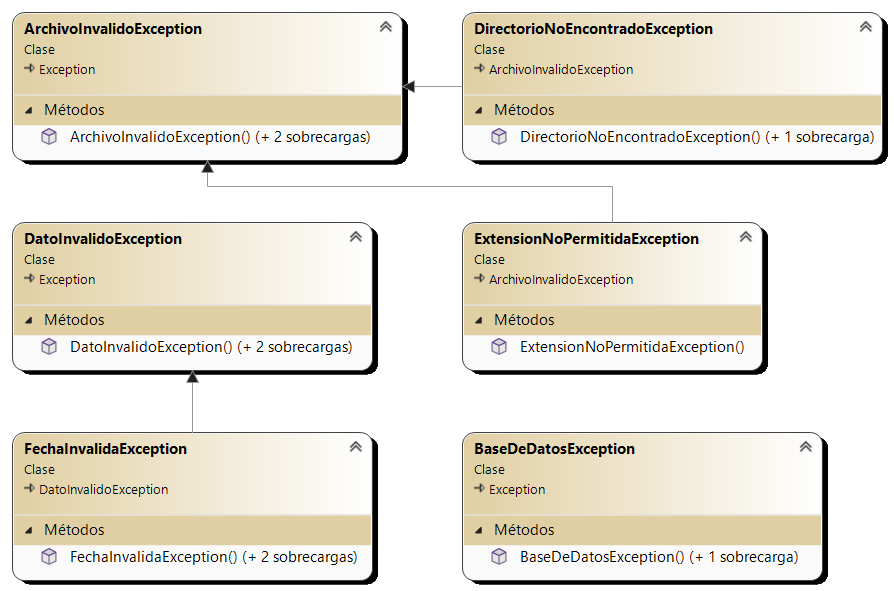 ArchivoInvalidoException
Clase
Exception
Métodos
ArchivoInvalidoException() (+ 2 sobrecargas)
DirectorioNoEncontradoException
Clase
ArchivoInvalidoException
Métodos
DirectorioNoEncontradoException() (+ 1 sobrecarga)
DatoInvalidoException
Clase
Exception
Métodos
DatoInvalidoException() (+ 2 sobrecargas)
ExtensionNoPermitidaException
Clase
ArchivoInvalidoException
Métodos
ExtensionNoPermitidaException()
FechaInvalidaException
Clase
DatoInvalidoException
Métodos
FechaInvalidaException() (+ 2 sobrecargas)
BaseDeDatosException
Clase
Exception
Métodos
BaseDeDatosException() (+ 1 sobrecarga)